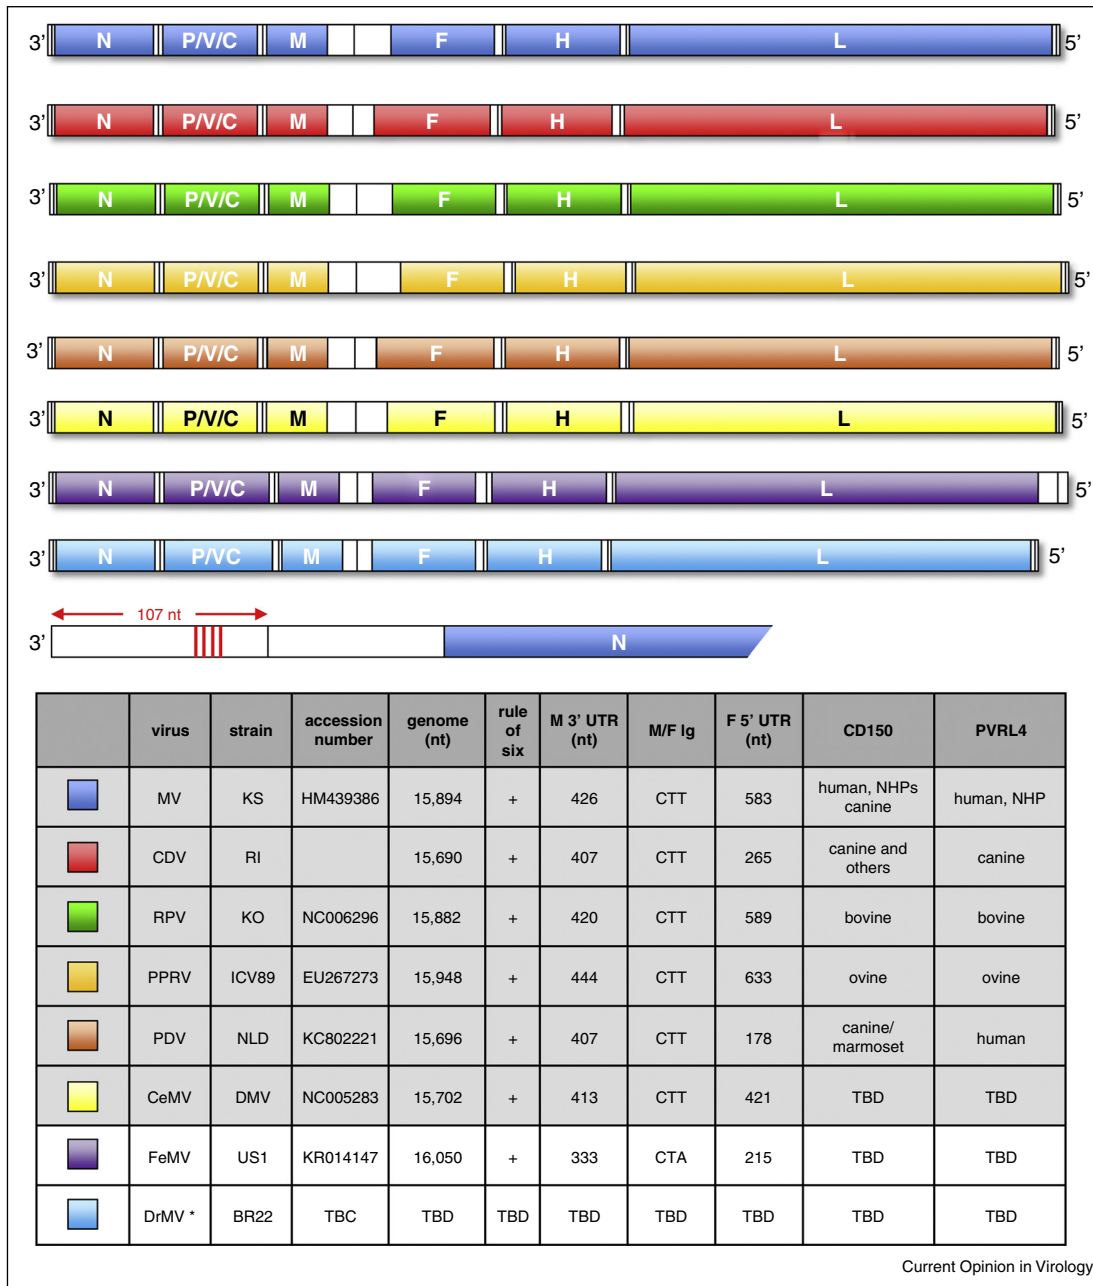 3' N P/V/C M F H L 5'
3' N P/V/C M F H L 5'
3' N P/V/C M F H L 5'
3' N P/V/C M F H L 5'
3' N P/V/C M F H L 5'
3' N P/V/C M F H L 5'
3' N P/V/C M F H L 5'
3' N P/VC M F H L 5'
107 nt
3' N
virus strain accession number genome (nt) rule of six M 3' UTR (nt) M/F Ig F 5' UTR (nt) CD150 PVRL4
MV KS HM439386 15,894 + 426 CTT 583 human, NHPs canine human, NHP
CDV RI 15,690 + 407 CTT 265 canine and others canine
RPV KO NC006296 15,882 + 420 CTT 589 bovine bovine
PPRV ICV89 EU267273 15,948 + 444 CTT 633 ovine ovine
PDV NLD KC802221 15,696 + 407 CTT 178 canine/ marmoset human
CeMV DMV NC005283 15,702 + 413 CTT 421 TBD TBD
FeMV US1 KR014147 16,050 + 333 CTA 215 TBD TBD
DrMV * BR22 TBC TBD TBD TBD TBD TBD TBD TBD
Current Opinion in Virology